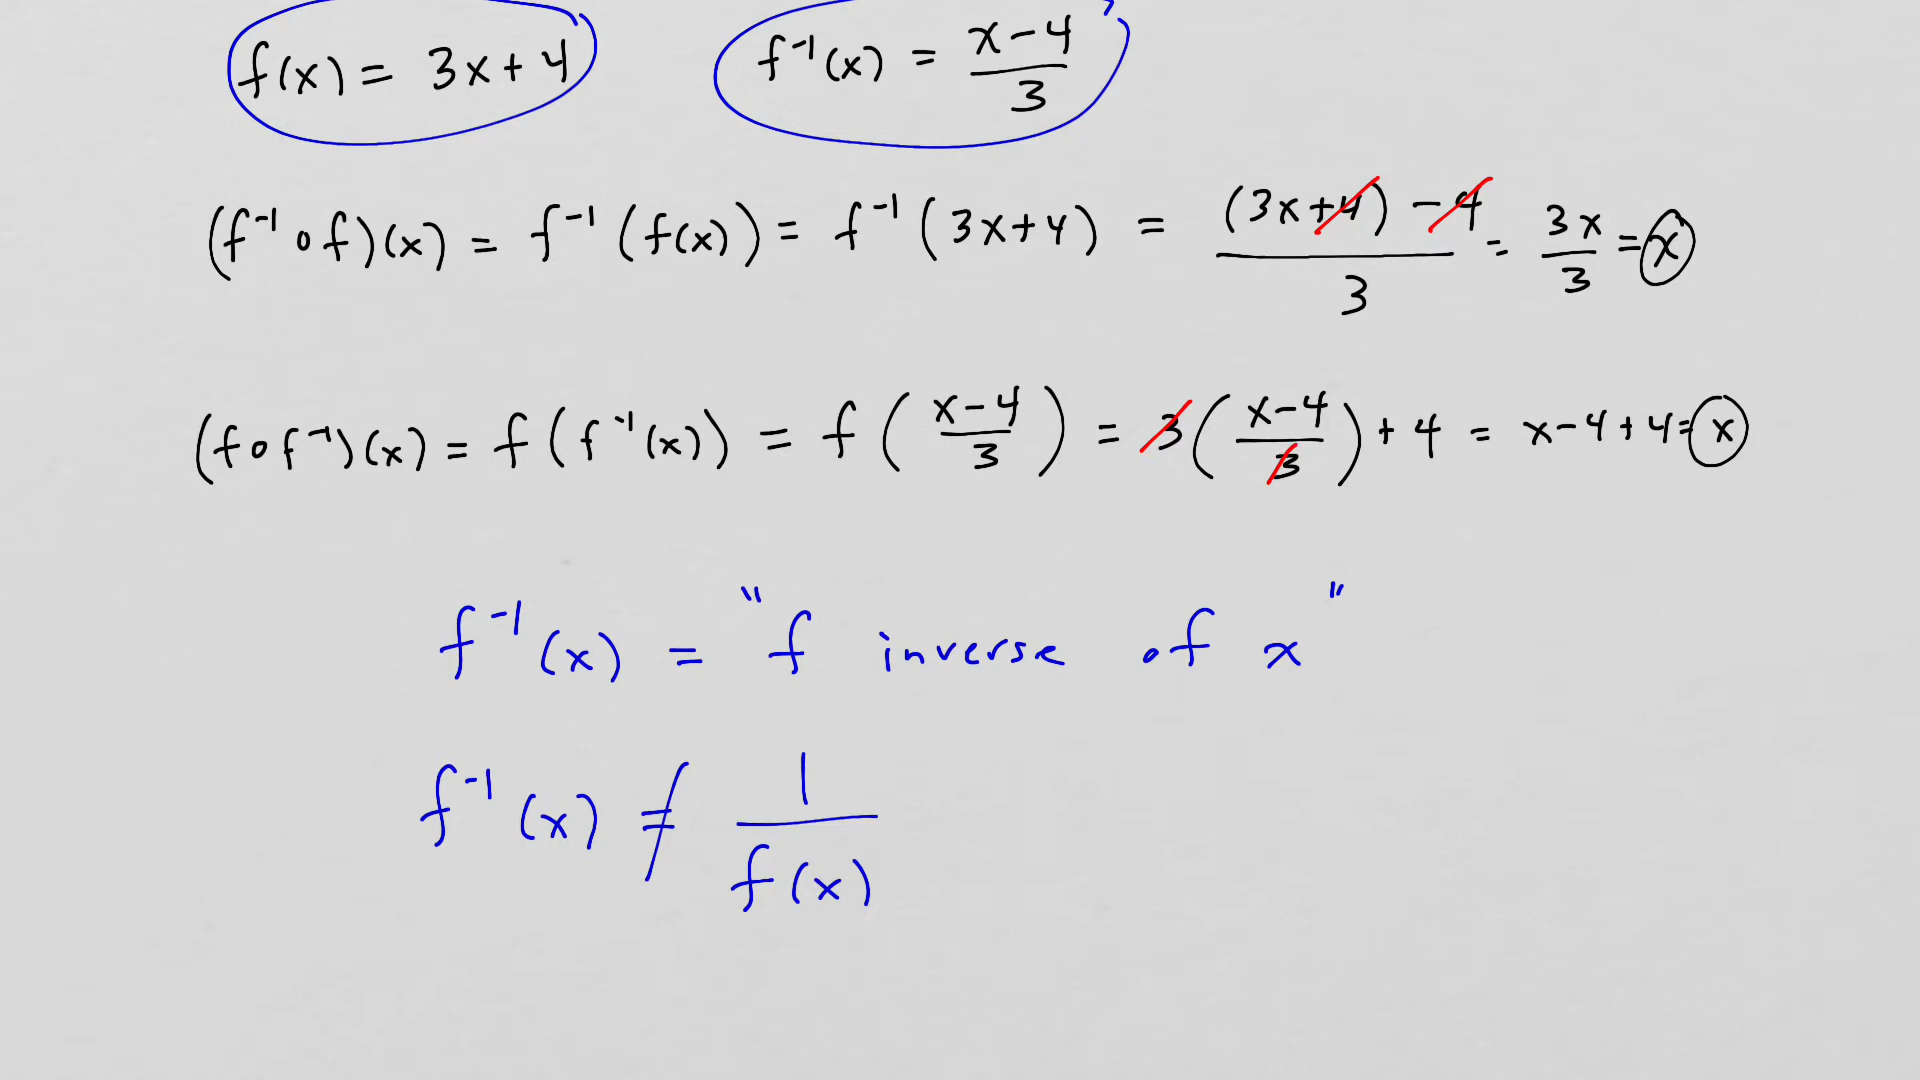 f(x) = 3x+4    f⁻¹(x) = (x-4)/3
(f⁻¹∘f)(x) = f⁻¹(f(x)) = f⁻¹(3x+4) = ((3x+4) -4)/3 = 3x/3 = x
(f∘f⁻¹)(x) = f(f⁻¹(x)) = f((x-4)/3) = 3((x-4)/3) + 4 = x-4+4 = x
f⁻¹(x) = "f inverse of x"
f⁻¹(x) ≠ 1/f(x)